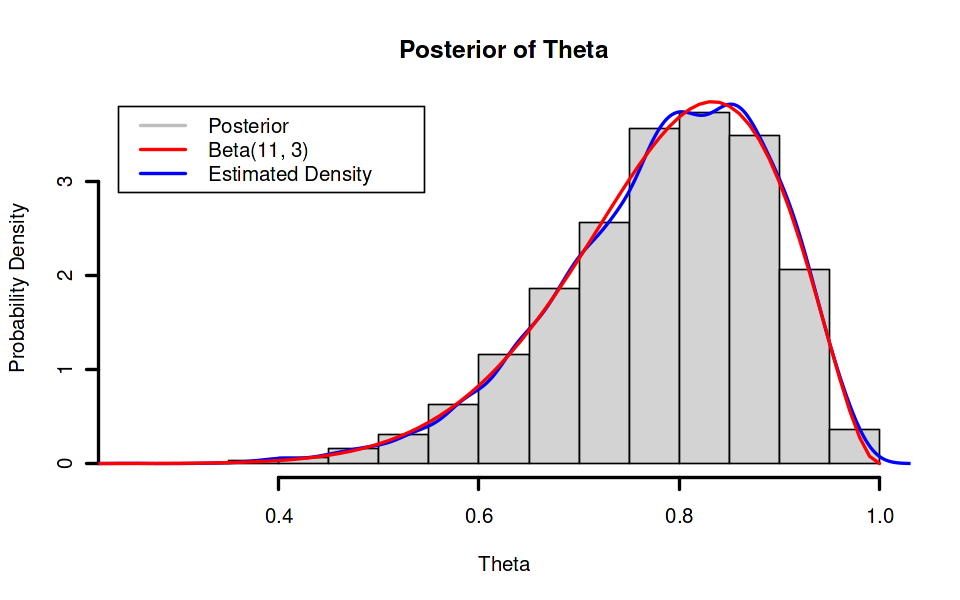 Posterior of Theta
Posterior
Beta(11, 3)
Estimated Density
Probability Density
3
2
1
0
0.4 0.6 0.8 1.0
Theta